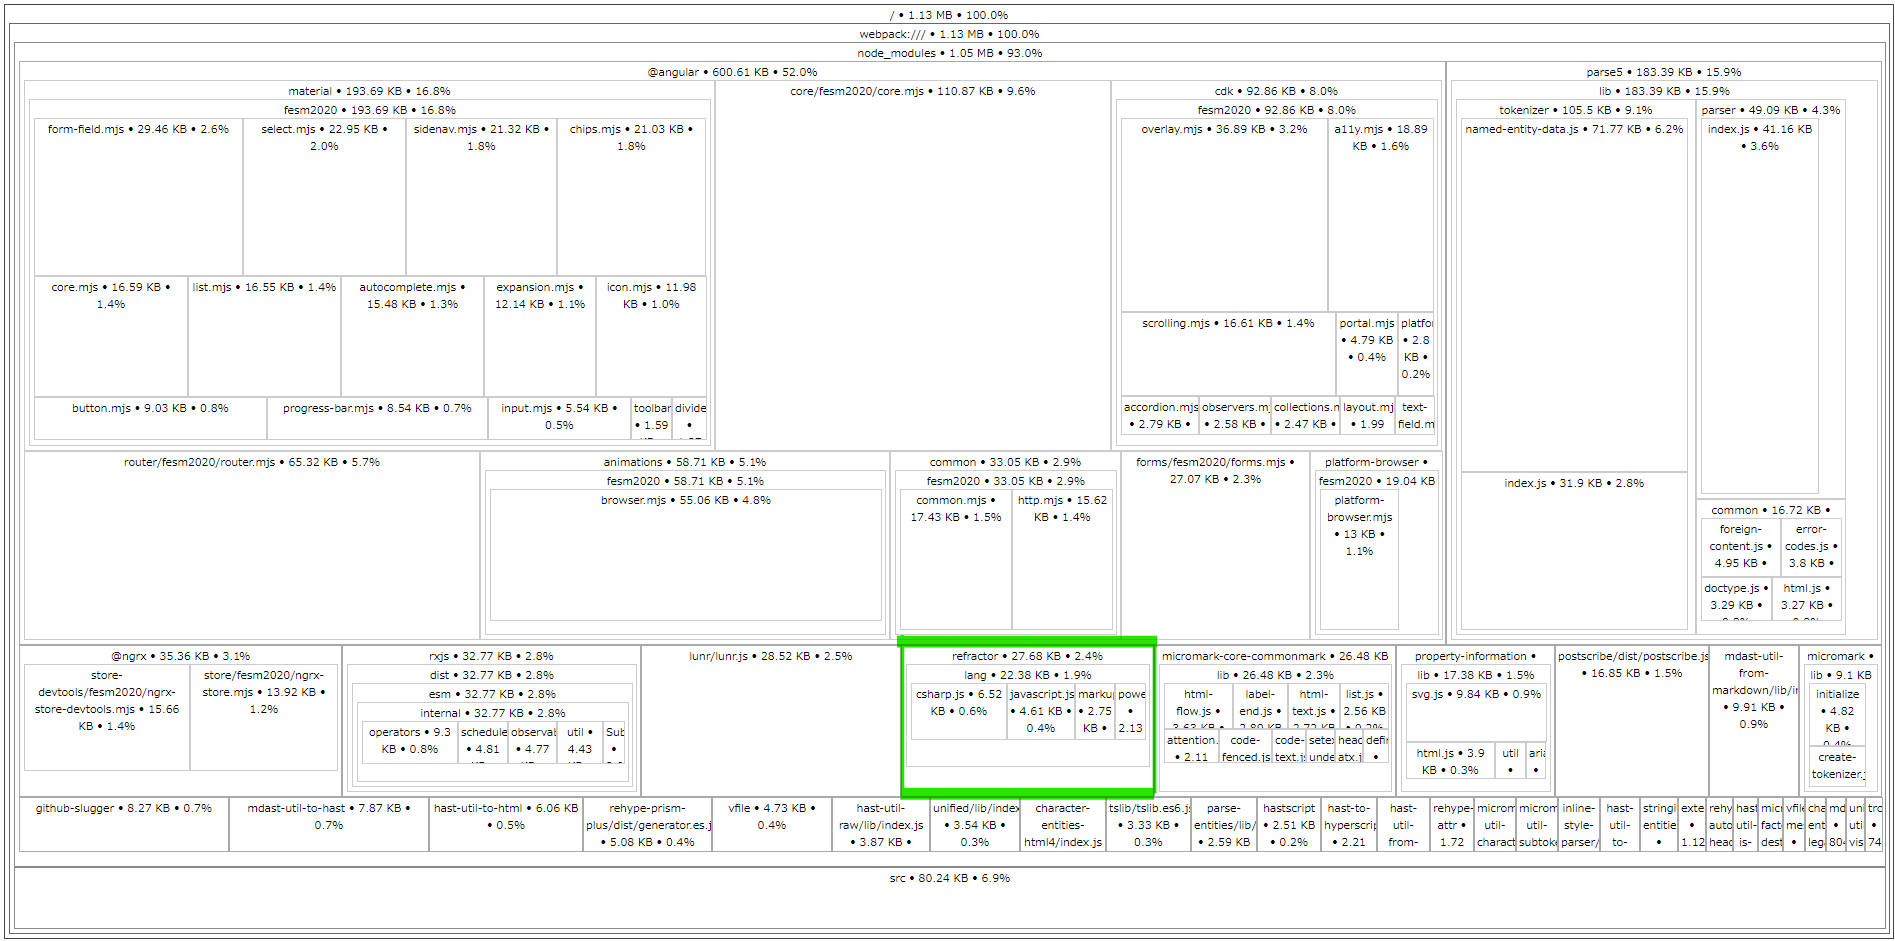 / • 1.13 MB • 100.0%
webpack:/// • 1.13 MB • 100.0%
node_modules • 1.05 MB • 93.0%
@angular • 600.61 KB • 52.0%
material • 193.69 KB • 16.8%
fesm2020 • 193.69 KB • 16.8%
form-field.mjs • 29.46 KB • 2.6%
select.mjs • 22.95 KB •
2.0%
sidenav.mjs • 21.32 KB •
1.8%
chips.mjs • 21.03 KB •
1.8%
core.mjs • 16.59 KB •
1.4%
list.mjs • 16.55 KB • 1.4%
autocomplete.mjs •
15.48 KB • 1.3%
expansion.mjs •
12.14 KB • 1.1%
icon.mjs • 11.98
KB • 1.0%
button.mjs • 9.03 KB • 0.8%
progress-bar.mjs • 8.54 KB • 0.7%
input.mjs • 5.54 KB •
0.5%
toolbar
• 1.59
divide
•
core/fesm2020/core.mjs • 110.87 KB • 9.6%
cdk • 92.86 KB • 8.0%
fesm2020 • 92.86 KB • 8.0%
overlay.mjs • 36.89 KB • 3.2%
a11y.mjs • 18.89
KB • 1.6%
scrolling.mjs • 16.61 KB • 1.4%
portal.mjs
• 4.79 KB
• 0.4%
platfo
• 2.8
KB •
0.2%
accordion.mjs
• 2.79 KB •
observers.m
• 2.58 KB •
collections.n
• 2.47 KB •
layout.mj
• 1.99
text-
field.m
router/fesm2020/router.mjs • 65.32 KB • 5.7%
animations • 58.71 KB • 5.1%
fesm2020 • 58.71 KB • 5.1%
browser.mjs • 55.06 KB • 4.8%
common • 33.05 KB • 2.9%
fesm2020 • 33.05 KB • 2.9%
common.mjs •
17.43 KB • 1.5%
http.mjs • 15.62
KB • 1.4%
forms/fesm2020/forms.mjs •
27.07 KB • 2.3%
platform-browser •
fesm2020 • 19.04 KB
platform-
browser.mjs
• 13 KB •
1.1%
parse5 • 183.39 KB • 15.9%
lib • 183.39 KB • 15.9%
tokenizer • 105.5 KB • 9.1%
named-entity-data.js • 71.77 KB • 6.2%
index.js • 31.9 KB • 2.8%
parser • 49.09 KB • 4.3%
index.js • 41.16 KB
• 3.6%
common • 16.72 KB •
foreign-
content.js •
4.95 KB •
error-
codes.js •
3.8 KB •
doctype.js •
3.29 KB •
html.js •
3.27 KB •
@ngrx • 35.36 KB • 3.1%
store-
devtools/fesm2020/ngrx-
store-devtools.mjs • 15.66
KB • 1.4%
store/fesm2020/ngrx-
store.mjs • 13.92 KB •
1.2%
rxjs • 32.77 KB • 2.8%
dist • 32.77 KB • 2.8%
esm • 32.77 KB • 2.8%
internal • 32.77 KB • 2.8%
operators • 9.3
KB • 0.8%
schedule
• 4.81
observal
• 4.77
util •
4.43
Sub
•
lunr/lunr.js • 28.52 KB • 2.5%
refractor • 27.68 KB • 2.4%
lang • 22.38 KB • 1.9%
csharp.js • 6.52
KB • 0.6%
javascript.js
• 4.61 KB •
0.4%
markup
• 2.75
KB •
powe
•
2.13
micromark-core-commonmark • 26.48 KB
lib • 26.48 KB • 2.3%
html-
flow.js •
3.63 KB •
label-
end.js •
2.89 KB •
html-
text.js •
2.72 KB •
list.js •
2.56 KB
• 0.2%
attention.
• 2.11
code-
fenced.js
code-
text.js
setex
unde
head
atx.j
defi
•
property-information •
lib • 17.38 KB • 1.5%
svg.js • 9.84 KB • 0.9%
html.js • 3.9
KB • 0.3%
util
•
aria
•
postscribe/dist/postscribe.js
• 16.85 KB • 1.5%
mdast-util-
from-
markdown/lib/in
• 9.91 KB •
0.9%
micromark •
lib • 9.1 KB
initialize
• 4.82
KB •
0.4%
create-
tokenizer.j
github-slugger • 8.27 KB • 0.7%
mdast-util-to-hast • 7.87 KB •
0.7%
hast-util-to-html • 6.06 KB
• 0.5%
rehype-prism-
plus/dist/generator.es.j
• 5.08 KB • 0.4%
vfile • 4.73 KB •
0.4%
hast-util-
raw/lib/index.js
• 3.87 KB •
unified/lib/index
• 3.54 KB •
0.3%
character-
entities-
html4/index.js
tslib/tslib.es6.j
• 3.33 KB •
0.3%
parse-
entities/lib/
• 2.59 KB
hastscript
• 2.51 KB
• 0.2%
hast-to-
hyperscrip
• 2.21
hast-
util-
from-
rehype-
attr •
1.72
microm
util-
charact
microm
util-
subtok
inline-
style-
parser/
hast-
util-
to-
stringi
entitie
•
exte
•
1.12
rehy
auto
head
hast
util-
is-
micr
fact
dest
vfile
me
•
cha
ent
leg
md
•
804
uni
util
vis
tro
•
74
src • 80.24 KB • 6.9%